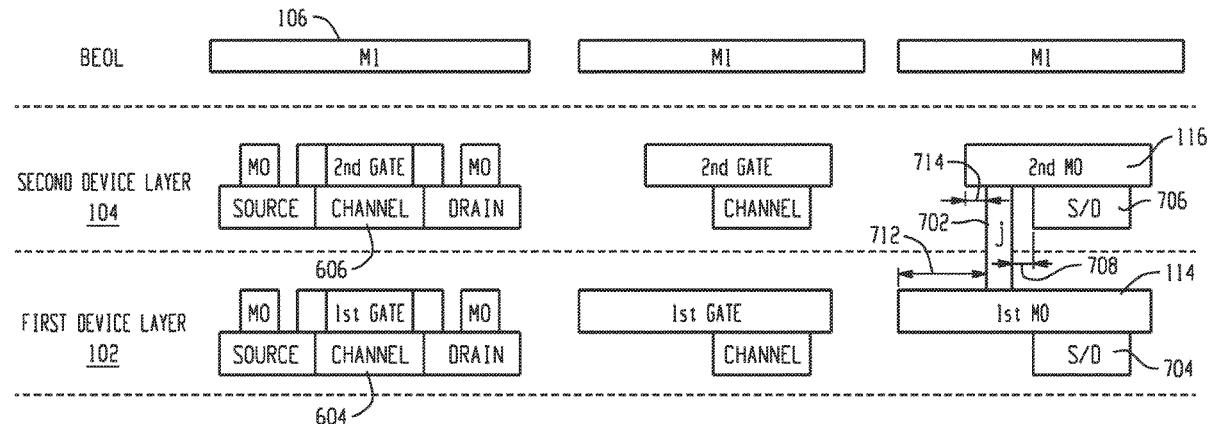 106
BEOL M1 M1 M1
714 116
MO 2nd GATE MO 2nd GATE 2nd MO
SECOND DEVICE LAYER
104
SOURCE CHANNEL DRAIN CHANNEL 702 j S/D 706
712
606 708 114
MO 1st GATE MO 1st GATE 1st MO
FIRST DEVICE LAYER
102
SOURCE CHANNEL DRAIN CHANNEL S/D 704
604